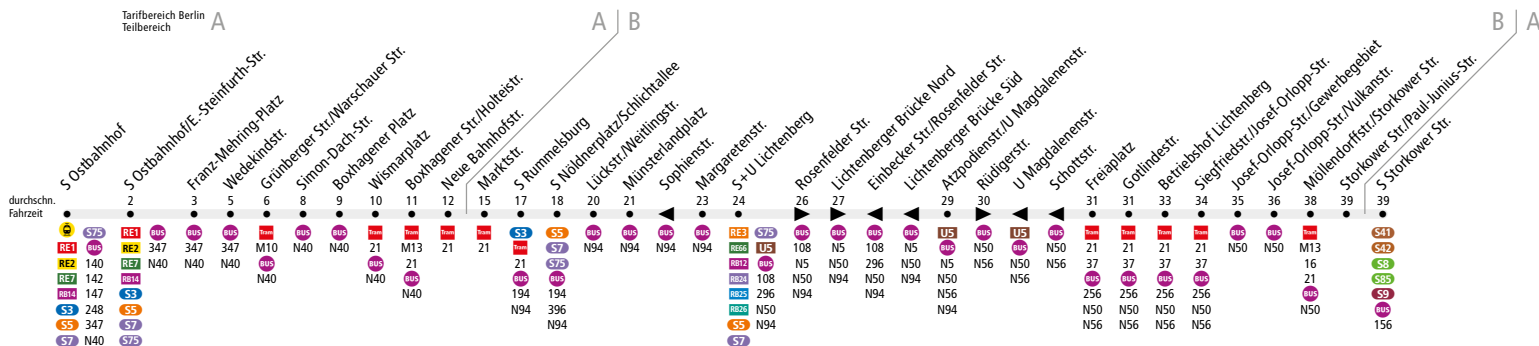 Tarifbereich Berlin
Teilbereich
A
A | B
B | A
S Ostbahnhof
S Ostbahnhof/E.-Steinfurth-Str.
Franz-Mehring-Platz
Wedekindstr.
Grünberger Str./Warschauer Str.
Simon-Dach-Str.
Boxhagener Platz
Wismarplatz
Boxhagener Str./Holteistr.
Neue Bahnhofstr.
Marktstr.
S Rummelsburg
S Nöldnerplatz/Schlichtallee
Lückstr./Weitlingstr.
Münsterlandplatz
Sophienstr.
Margaretenstr.
S+U Lichtenberg
Rosenfelder Str.
Lichtenberger Brücke Nord
Einbecker Str./Rosenfelder Str.
Lichtenberger Brücke Süd
Atzpodienstr./U Magdalenenstr.
Rüdigerstr.
U Magdalenenstr.
Schottstr.
Freiaplatz
Gotlindestr.
Betriebshof Lichtenberg
Siegfriedstr./Josef-Orlopp-Str.
Josef-Orlopp-Str./Gewerbegebiet
Josef-Orlopp-Str./Vulkanstr.
Möllendorffstr./Storkower Str.
Storkower Str./Paul-Junius-Str.
S Storkower Str.
durchschn. 2 3 5 6 8 9 10 11 12 15 17 18 20 21 23 24 26 27 29 30 31 31 33 34 35 36 38 39 39
Fahrzeit
S75 RE1 BUS BUS Tram BUS BUS Tram Tram Tram Tram S3 S5 BUS BUS BUS BUS RE3 S75 BUS BUS BUS BUS U5 BUS U5 BUS Tram Tram Tram Tram BUS BUS Tram S41
RE1 BUS RE2 347 347 347 M10 N40 N40 21 M13 21 21 Tram S7 N94 N94 N94 N94 RE66 U5 108 N5 108 N5 BUS N50 BUS N50 21 21 21 21 N50 N50 M13 S42
RE2 140 RE7 N40 N40 N40 BUS BUS 21 21 S75 RB12 BUS N5 N50 296 N50 N5 N56 N50 N56 37 37 37 37 16 S8
RE7 142 RB14 N40 N40 BUS BUS BUS RB24 108 N50 N94 N50 N94 N50 N56 BUS BUS BUS BUS 21 S85
RB14 147 S3 N40 194 194 RB25 296 N94 N94 N56 256 256 256 256 BUS S9
S3 248 S5 N94 396 RB26 N50 N94 N50 N50 N50 N50 N50 BUS
S5 347 S7 N94 S5 N94 N56 N56 N56 N56 156
S7 N40 S75 S7